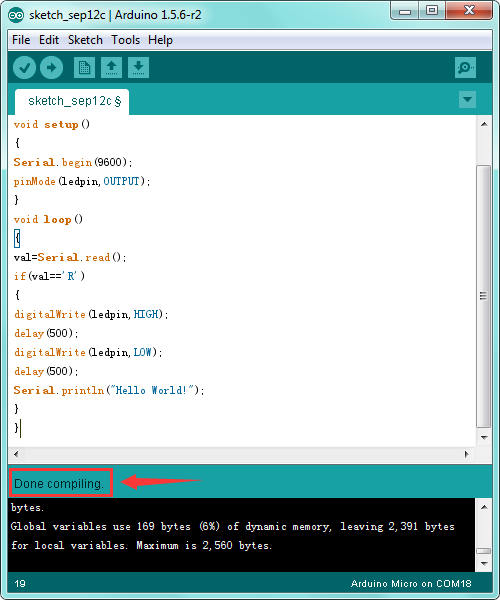 sketch_sep12c | Arduino 1.5.6-r2
File Edit Sketch Tools Help
sketch_sep12c §
void setup()
{
Serial.begin(9600);
pinMode(ledpin,OUTPUT);
}
void loop()
{
val=Serial.read();
if(val=='R')
{
digitalWrite(ledpin,HIGH);
delay(500);
digitalWrite(ledpin,LOW);
delay(500);
Serial.println("Hello World!");
}
}
Done compiling.
bytes.
Global variables use 169 bytes (6%) of dynamic memory, leaving 2,391 bytes
for local variables. Maximum is 2,560 bytes.
19 Arduino Micro on COM18